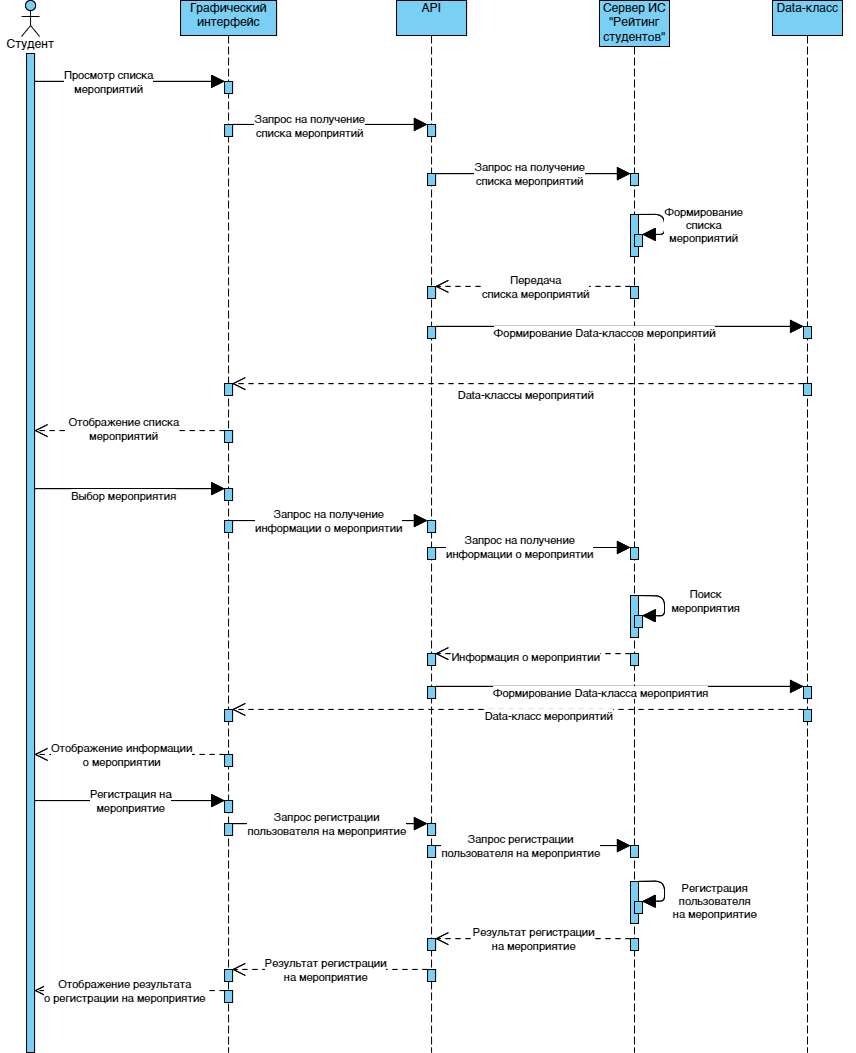 Графический
интерфейс
API
Сервер ИС
"Рейтинг
студентов"
Data-класс
Студент
Просмотр списка
мероприятий
Запрос на получение
списка мероприятий
Запрос на получение
списка мероприятий
Формирование
списка
мероприятий
Передача
списка мероприятий
Формирование Data-классов мероприятий
Data-классы мероприятий
Отображение списка
мероприятий
Выбор мероприятия
Запрос на получение
информации о мероприятии
Запрос на получение
информации о мероприятии
Поиск
мероприятия
Информация о мероприятии
Формирование Data-класса мероприятия
Data-класс мероприятий
Отображение информации
о мероприятии
Регистрация на
мероприятие
Запрос регистрации
пользователя на мероприятие
Запрос регистрации
пользователя на мероприятие
Регистрация
пользователя
на мероприятие
Результат регистрации
на мероприятие
Результат регистрации
на мероприятие
Отображение результата
о регистрации на мероприятие